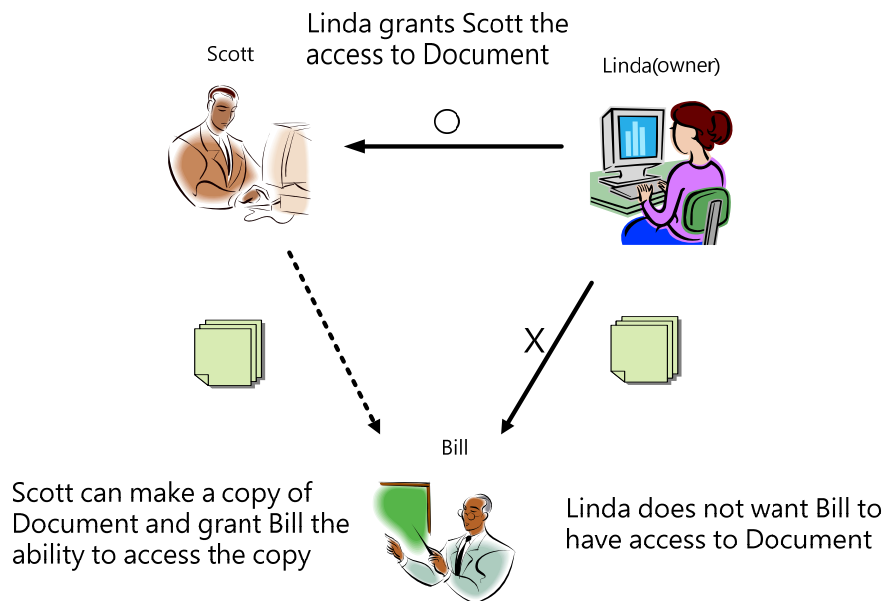 Linda grants Scott the
access to Document
Scott
Linda(owner)
O
X
Bill
Scott can make a copy of
Document and grant Bill the
ability to access the copy
Linda does not want Bill to
have access to Document